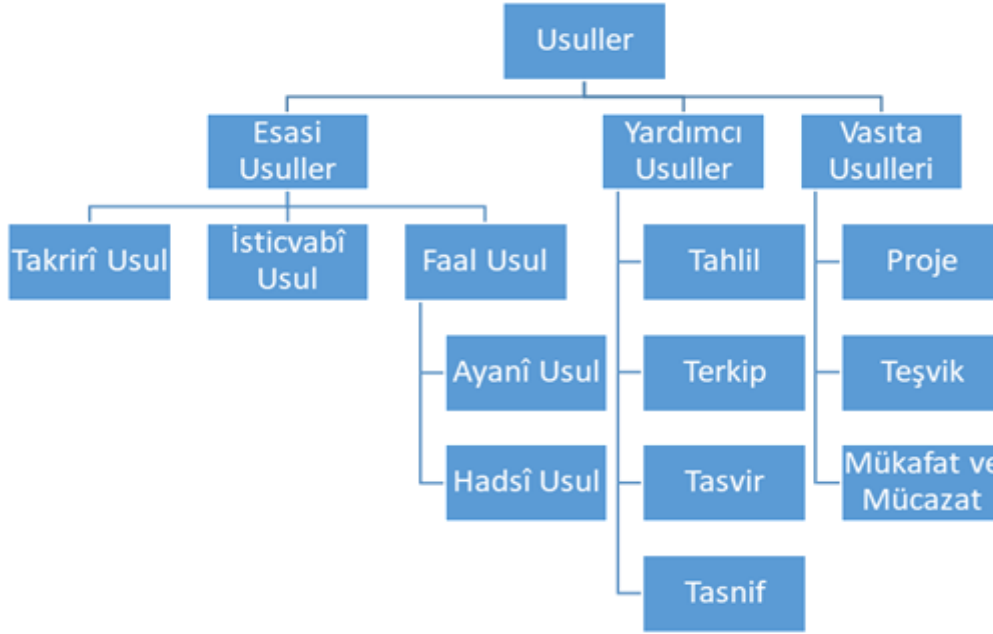 Usuller
Esasi
Usuller
Yardımcı
Usuller
Vasıta
Usulleri
Takrirî Usul
İsticvabî
Usul
Faal Usul
Tahlil
Proje
Ayanî Usul
Terkip
Teşvik
Hadsî Usul
Tasvir
Mükafat ve
Mücazat
Tasnif